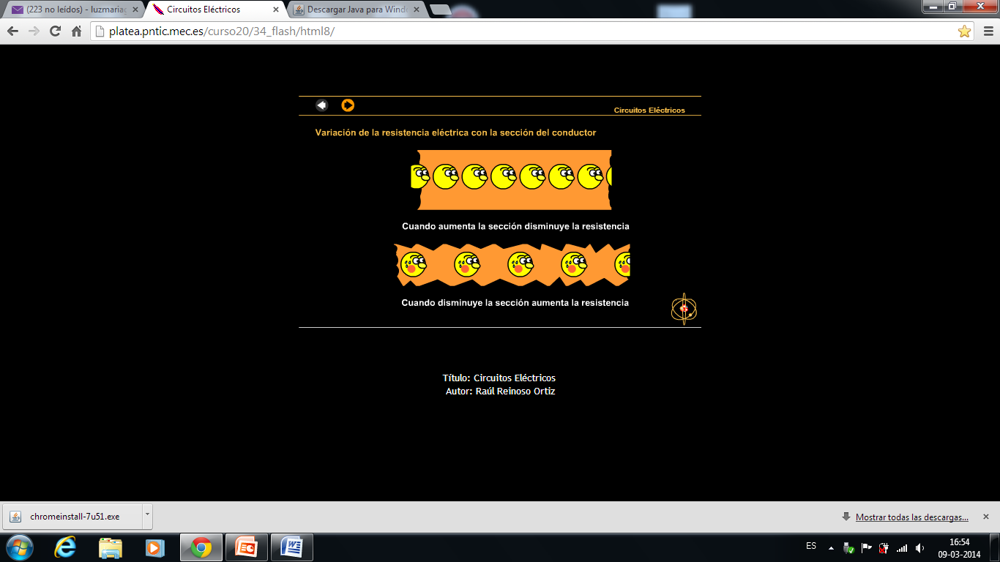 (223 no leídos) - luzmariag
Circuitos Eléctricos
Descargar Java para Windo
platea.pntic.mec.es/curso20/34_flash/html8/
Circuitos Eléctricos
Variación de la resistencia eléctrica con la sección del conductor
Cuando aumenta la sección disminuye la resistencia
Cuando disminuye la sección aumenta la resistencia
Título: Circuitos Eléctricos
Autor: Raúl Reinoso Ortiz
chromeinstall-7u51.exe
Mostrar todas las descargas...
ES
16:54
09-03-2014